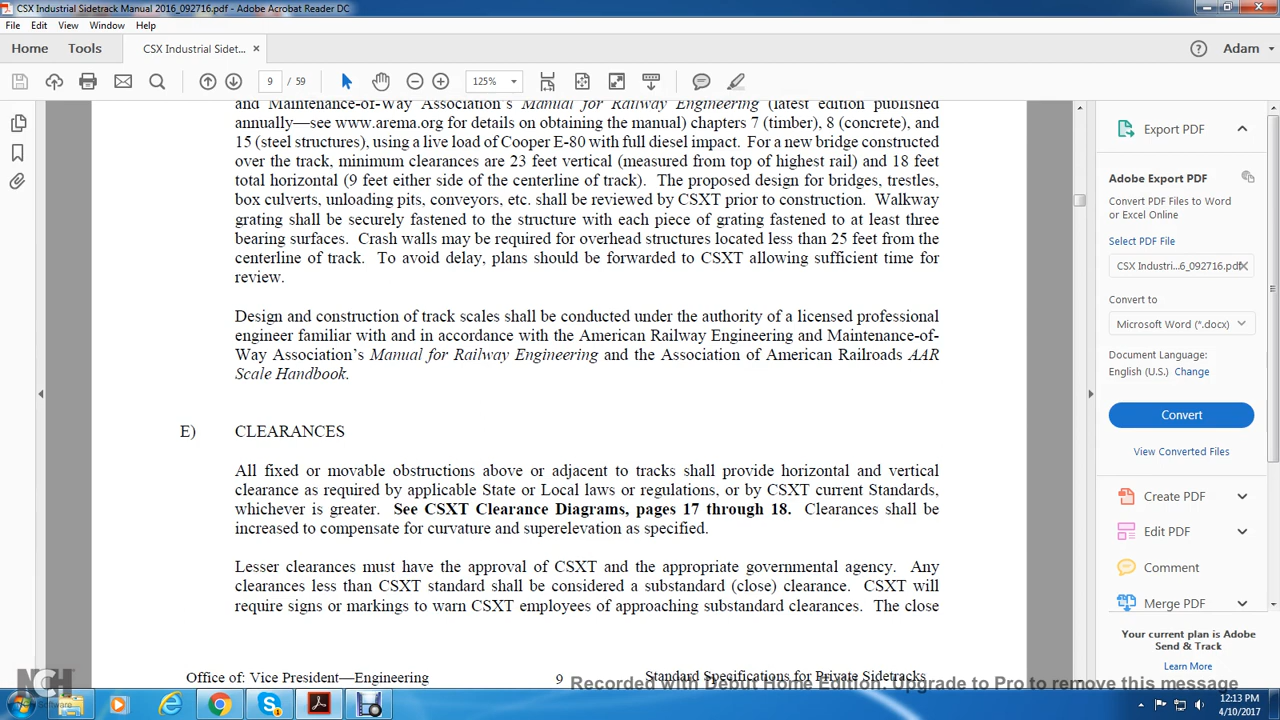 CSX Industrial Sidetrack Manual 2016_092716.pdf - Adobe Acrobat Reader DC
File Edit View Window Help
Home Tools CSX Industrial Sidet... × Adam
9 / 59 125%
and Maintenance-of-Way Association's Manual for Railway Engineering (latest edition published
annually—see www.arema.org for details on obtaining the manual) chapters 7 (timber), 8 (concrete), and
15 (steel structures), using a live load of Cooper E-80 with full diesel impact. For a new bridge constructed
over the track, minimum clearances are 23 feet vertical (measured from top of highest rail) and 18 feet
total horizontal (9 feet either side of the centerline of track). The proposed design for bridges, trestles,
box culverts, unloading pits, conveyors, etc. shall be reviewed by CSXT prior to construction. Walkway
grating shall be securely fastened to the structure with each piece of grating fastened to at least three
bearing surfaces. Crash walls may be required for overhead structures located less than 25 feet from the
centerline of track. To avoid delay, plans should be forwarded to CSXT allowing sufficient time for
review.
Design and construction of track scales shall be conducted under the authority of a licensed professional
engineer familiar with and in accordance with the American Railway Engineering and Maintenance-of-
Way Association's Manual for Railway Engineering and the Association of American Railroads AAR
Scale Handbook.
E) CLEARANCES
All fixed or movable obstructions above or adjacent to tracks shall provide horizontal and vertical
clearance as required by applicable State or Local laws or regulations, or by CSXT current Standards,
whichever is greater. See CSXT Clearance Diagrams, pages 17 through 18. Clearances shall be
increased to compensate for curvature and superelevation as specified.
Lesser clearances must have the approval of CSXT and the appropriate governmental agency. Any
clearances less than CSXT standard shall be considered a substandard (close) clearance. CSXT will
require signs or markings to warn CSXT employees of approaching substandard clearances. The close
Office of: Vice President—Engineering 9 Standard Specifications for Private Sidetracks
Export PDF
Adobe Export PDF
Convert PDF Files to Word
or Excel Online
Select PDF File
CSX Industri...6_092716.pdf
Convert to
Microsoft Word (*.docx)
Document Language:
English (U.S.) Change
Convert
View Converted Files
Create PDF
Edit PDF
Comment
Merge PDF
Your current plan is Adobe
Send & Track
Learn More
NCH Software
Recorded with Debut Home Edition. Upgrade to Pro to remove this message
12:13 PM
4/10/2017